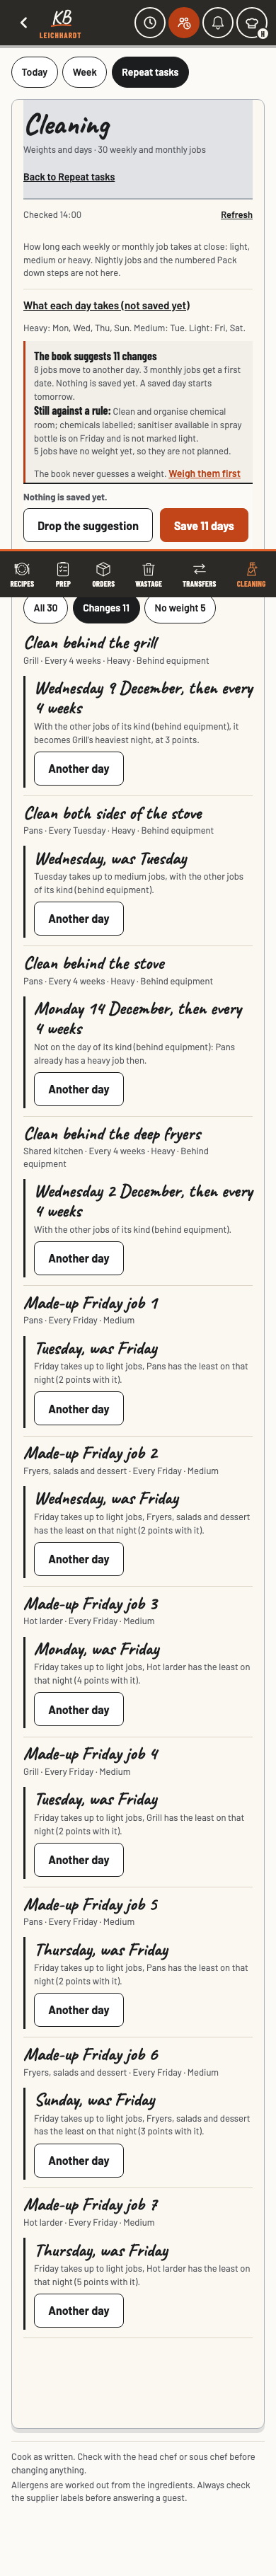 KB
LEICHHARDT
H
Today
Week
Repeat tasks
Cleaning
Weights and days · 30 weekly and monthly jobs
Back to Repeat tasks
Checked 14:00
Refresh
How long each weekly or monthly job takes at close: light,
medium or heavy. Nightly jobs and the numbered Pack
down steps are not here.
What each day takes (not saved yet)
Heavy: Mon, Wed, Thu, Sun. Medium: Tue. Light: Fri, Sat.
The book suggests 11 changes
8 jobs move to another day. 3 monthly jobs get a first
date. Nothing is saved yet. A saved day starts
tomorrow.
Still against a rule: Clean and organise chemical
room; chemicals labelled; sanitiser available in spray
bottle is on Friday and is not marked light.
5 jobs have no weight yet, so they are not planned.
The book never guesses a weight. Weigh them first
Nothing is saved yet.
Drop the suggestion
Save 11 days
RECIPES
PREP
ORDERS
WASTAGE
TRANSFERS
CLEANING
All 30
Changes 11
No weight 5
Clean behind the grill
Grill · Every 4 weeks · Heavy · Behind equipment
Wednesday 9 December, then every
4 weeks
With the other jobs of its kind (behind equipment), it
becomes Grill's heaviest night, at 3 points.
Another day
Clean both sides of the stove
Pans · Every Tuesday · Heavy · Behind equipment
Wednesday, was Tuesday
Tuesday takes up to medium jobs, with the other jobs
of its kind (behind equipment).
Another day
Clean behind the stove
Pans · Every 4 weeks · Heavy · Behind equipment
Monday 14 December, then every
4 weeks
Not on the day of its kind (behind equipment): Pans
already has a heavy job then.
Another day
Clean behind the deep fryers
Shared kitchen · Every 4 weeks · Heavy · Behind
equipment
Wednesday 2 December, then every
4 weeks
With the other jobs of its kind (behind equipment).
Another day
Made-up Friday job 1
Pans · Every Friday · Medium
Tuesday, was Friday
Friday takes up to light jobs, Pans has the least on that
night (2 points with it).
Another day
Made-up Friday job 2
Fryers, salads and dessert · Every Friday · Medium
Wednesday, was Friday
Friday takes up to light jobs, Fryers, salads and dessert
has the least on that night (2 points with it).
Another day
Made-up Friday job 3
Hot larder · Every Friday · Medium
Monday, was Friday
Friday takes up to light jobs, Hot larder has the least on
that night (4 points with it).
Another day
Made-up Friday job 4
Grill · Every Friday · Medium
Tuesday, was Friday
Friday takes up to light jobs, Grill has the least on that
night (2 points with it).
Another day
Made-up Friday job 5
Pans · Every Friday · Medium
Thursday, was Friday
Friday takes up to light jobs, Pans has the least on that
night (2 points with it).
Another day
Made-up Friday job 6
Fryers, salads and dessert · Every Friday · Medium
Sunday, was Friday
Friday takes up to light jobs, Fryers, salads and dessert
has the least on that night (3 points with it).
Another day
Made-up Friday job 7
Hot larder · Every Friday · Medium
Thursday, was Friday
Friday takes up to light jobs, Hot larder has the least on
that night (5 points with it).
Another day
Cook as written. Check with the head chef or sous chef before
changing anything.
Allergens are worked out from the ingredients. Always check
the supplier labels before answering a guest.